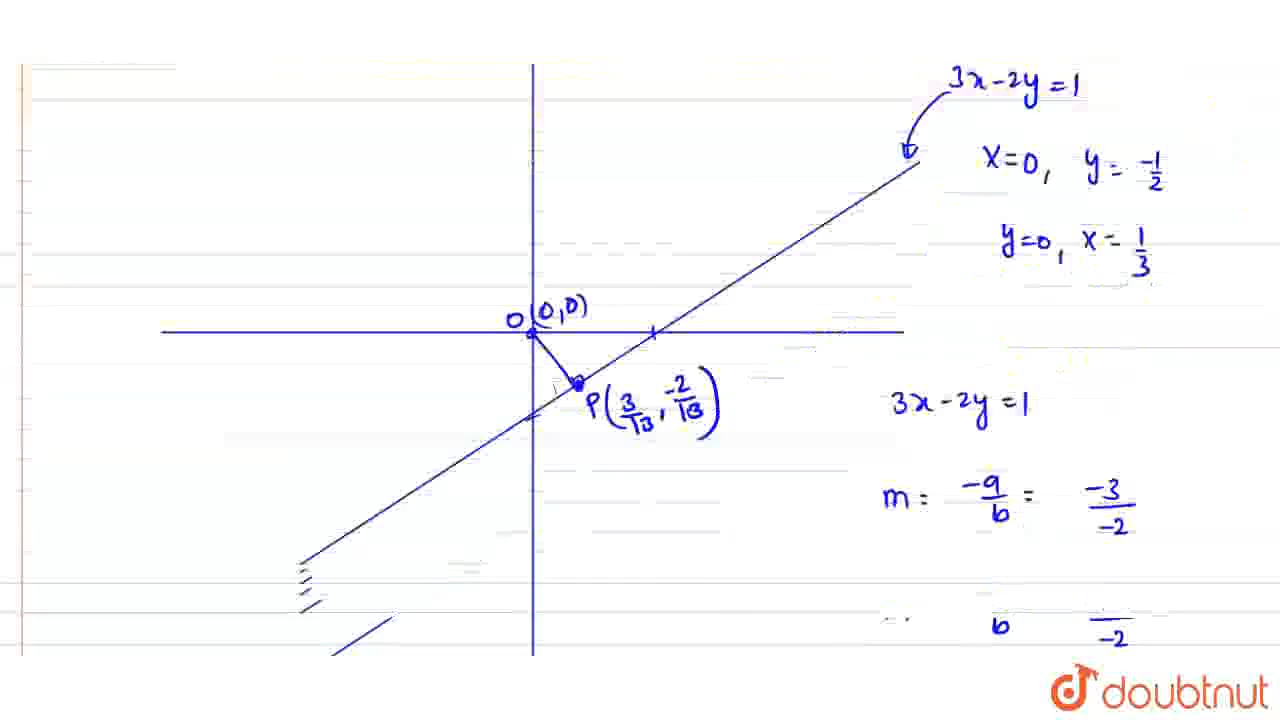 3x-2y=1
x=0, y=-1/2
y=0, x=1/3
O(0,0)
P(3/13, -2/13)
3x-2y=1
m = -a/b = -3/-2
b -2
doubtnut